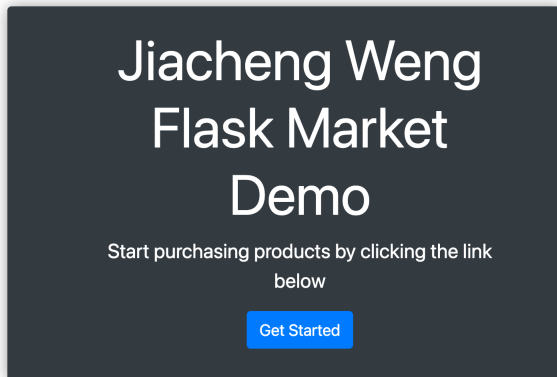 Jiacheng Weng
Flask Market
Demo
Start purchasing products by clicking the link
below
Get Started